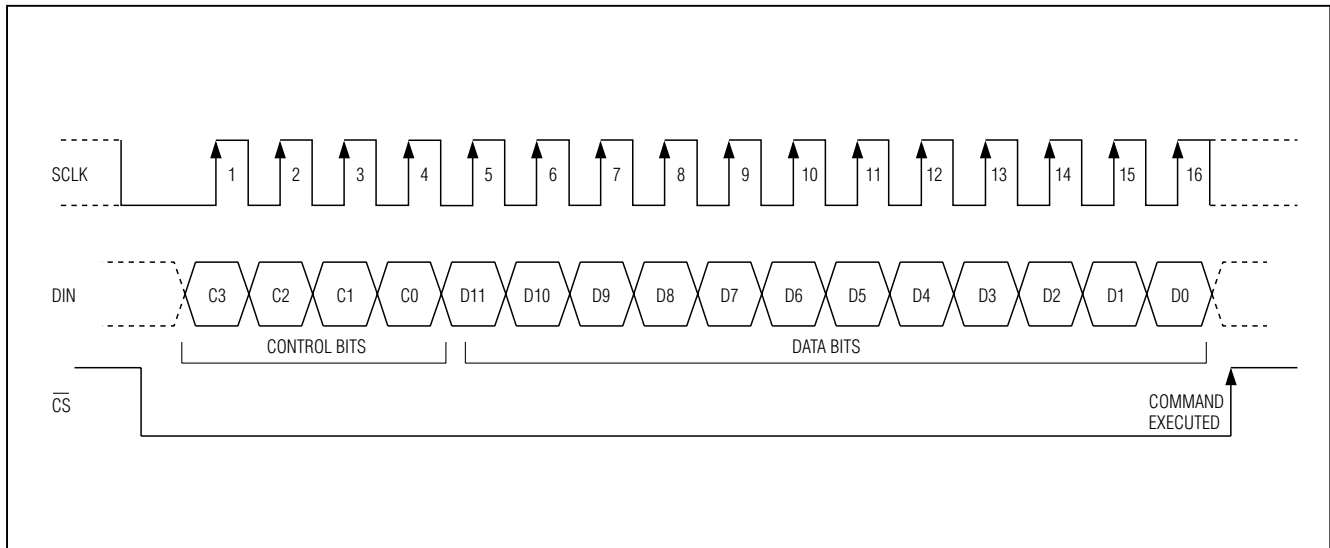 SCLK
1 2 3 4 5 6 7 8 9 10 11 12 13 14 15 16
DIN
C3 C2 C1 C0 D11 D10 D9 D8 D7 D6 D5 D4 D3 D2 D1 D0
CONTROL BITS DATA BITS
CS
COMMAND
EXECUTED